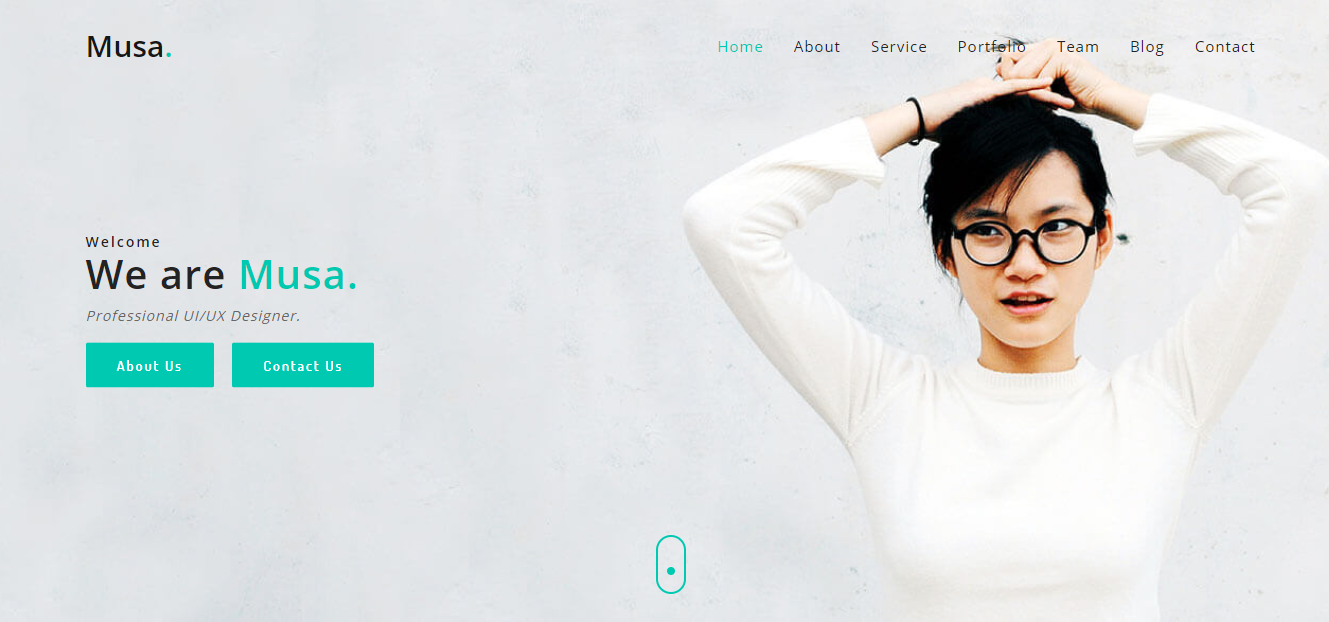 Musa.
Home About Service Portfolio Team Blog Contact
Welcome
We are Musa.
Professional UI/UX Designer.
About Us Contact Us